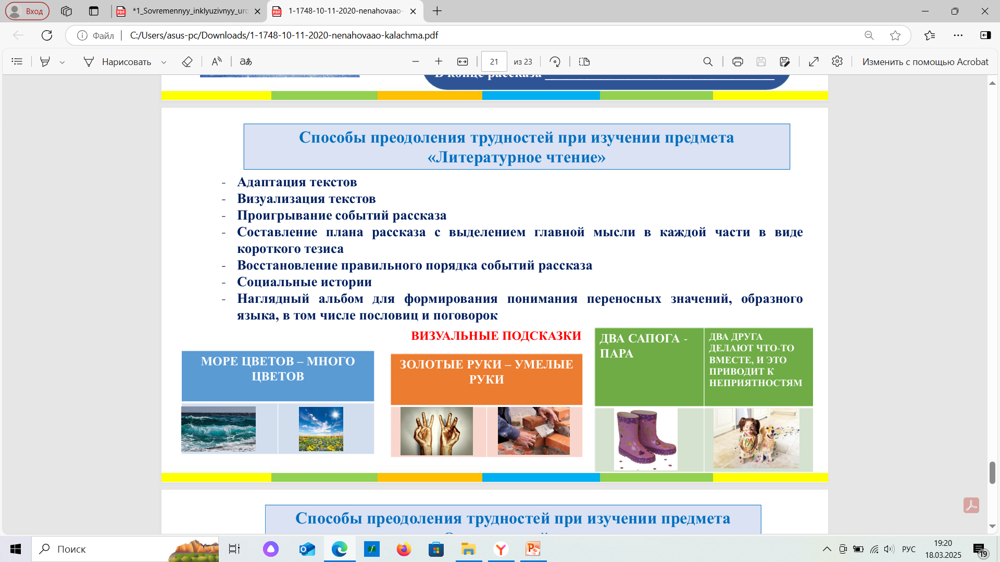 Вход
*1_Sovremennyy_inklyuzivnyy_uro
1-1748-10-11-2020-nenahovaao-
Файл
C:/Users/asus-pc/Downloads/1-1748-10-11-2020-nenahovaao-kalachma.pdf
Нарисовать
21
из 23
Изменить с помощью Acrobat
В конце рассказа
Способы преодоления трудностей при изучении предмета
«Литературное чтение»
- Адаптация текстов
- Визуализация текстов
- Проигрывание событий рассказа
- Составление плана рассказа с выделением главной мысли в каждой части в виде
короткого тезиса
- Восстановление правильного порядка событий рассказа
- Социальные истории
- Наглядный альбом для формирования понимания переносных значений, образного
языка, в том числе пословиц и поговорок
ВИЗУАЛЬНЫЕ ПОДСКАЗКИ
МОРЕ ЦВЕТОВ – МНОГО
ЦВЕТОВ
ЗОЛОТЫЕ РУКИ – УМЕЛЫЕ
РУКИ
ДВА САПОГА -
ПАРА
ДВА ДРУГА
ДЕЛАЮТ ЧТО-ТО
ВМЕСТЕ, И ЭТО
ПРИВОДИТ К
НЕПРИЯТНОСТЯМ
Способы преодоления трудностей при изучении предмета
Поиск
РУС
19:20
18.03.2025
19